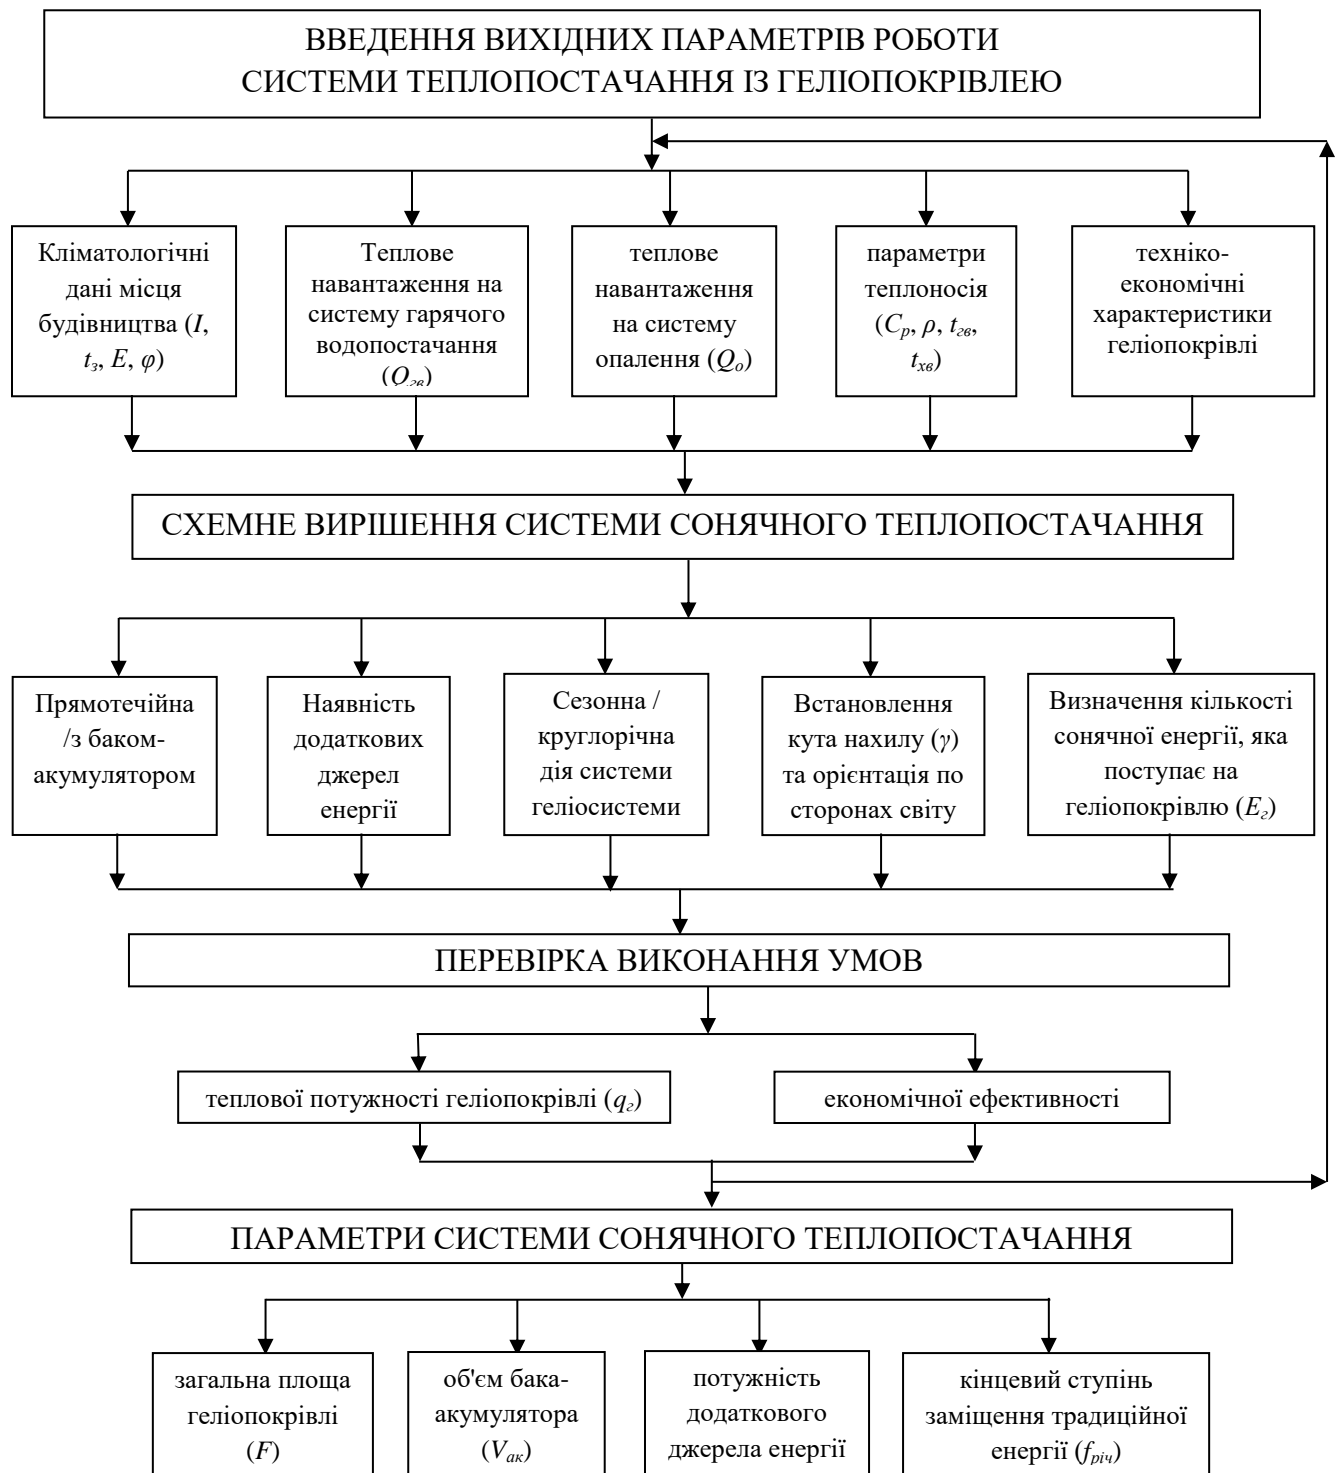 ВВЕДЕННЯ ВИХІДНИХ ПАРАМЕТРІВ РОБОТИ
СИСТЕМИ ТЕПЛОПОСТАЧАННЯ ІЗ ГЕЛІОПОКРІВЛЕЮ
Кліматологічні
дані місця
будівництва (I,
tз, E, φ)
Теплове
навантаження на
систему гарячого
водопостачання
(Qгв)
теплове
навантаження
на систему
опалення (Qо)
параметри
теплоносія
(Cp, ρ, tгв,
tхв)
техніко-
економічні
характеристики
геліопокрівлі
СХЕМНЕ ВИРІШЕННЯ СИСТЕМИ СОНЯЧНОГО ТЕПЛОПОСТАЧАННЯ
Прямотечійна
/з баком-
акумулятором
Наявність
додаткових
джерел
енергії
Сезонна /
круглорічна
дія системи
геліосистеми
Встановлення
кута нахилу (γ)
та орієнтація по
сторонах світу
Визначення кількості
сонячної енергії, яка
поступає на
геліопокрівлю (Eг)
ПЕРЕВІРКА ВИКОНАННЯ УМОВ
теплової потужності геліопокрівлі (qг)
економічної ефективності
ПАРАМЕТРИ СИСТЕМИ СОНЯЧНОГО ТЕПЛОПОСТАЧАННЯ
загальна площа
геліопокрівлі
(F)
об'єм бака-
акумулятора
(Vак)
потужність
додаткового
джерела енергії
кінцевий ступінь
заміщення традиційної
енергії (fріч)